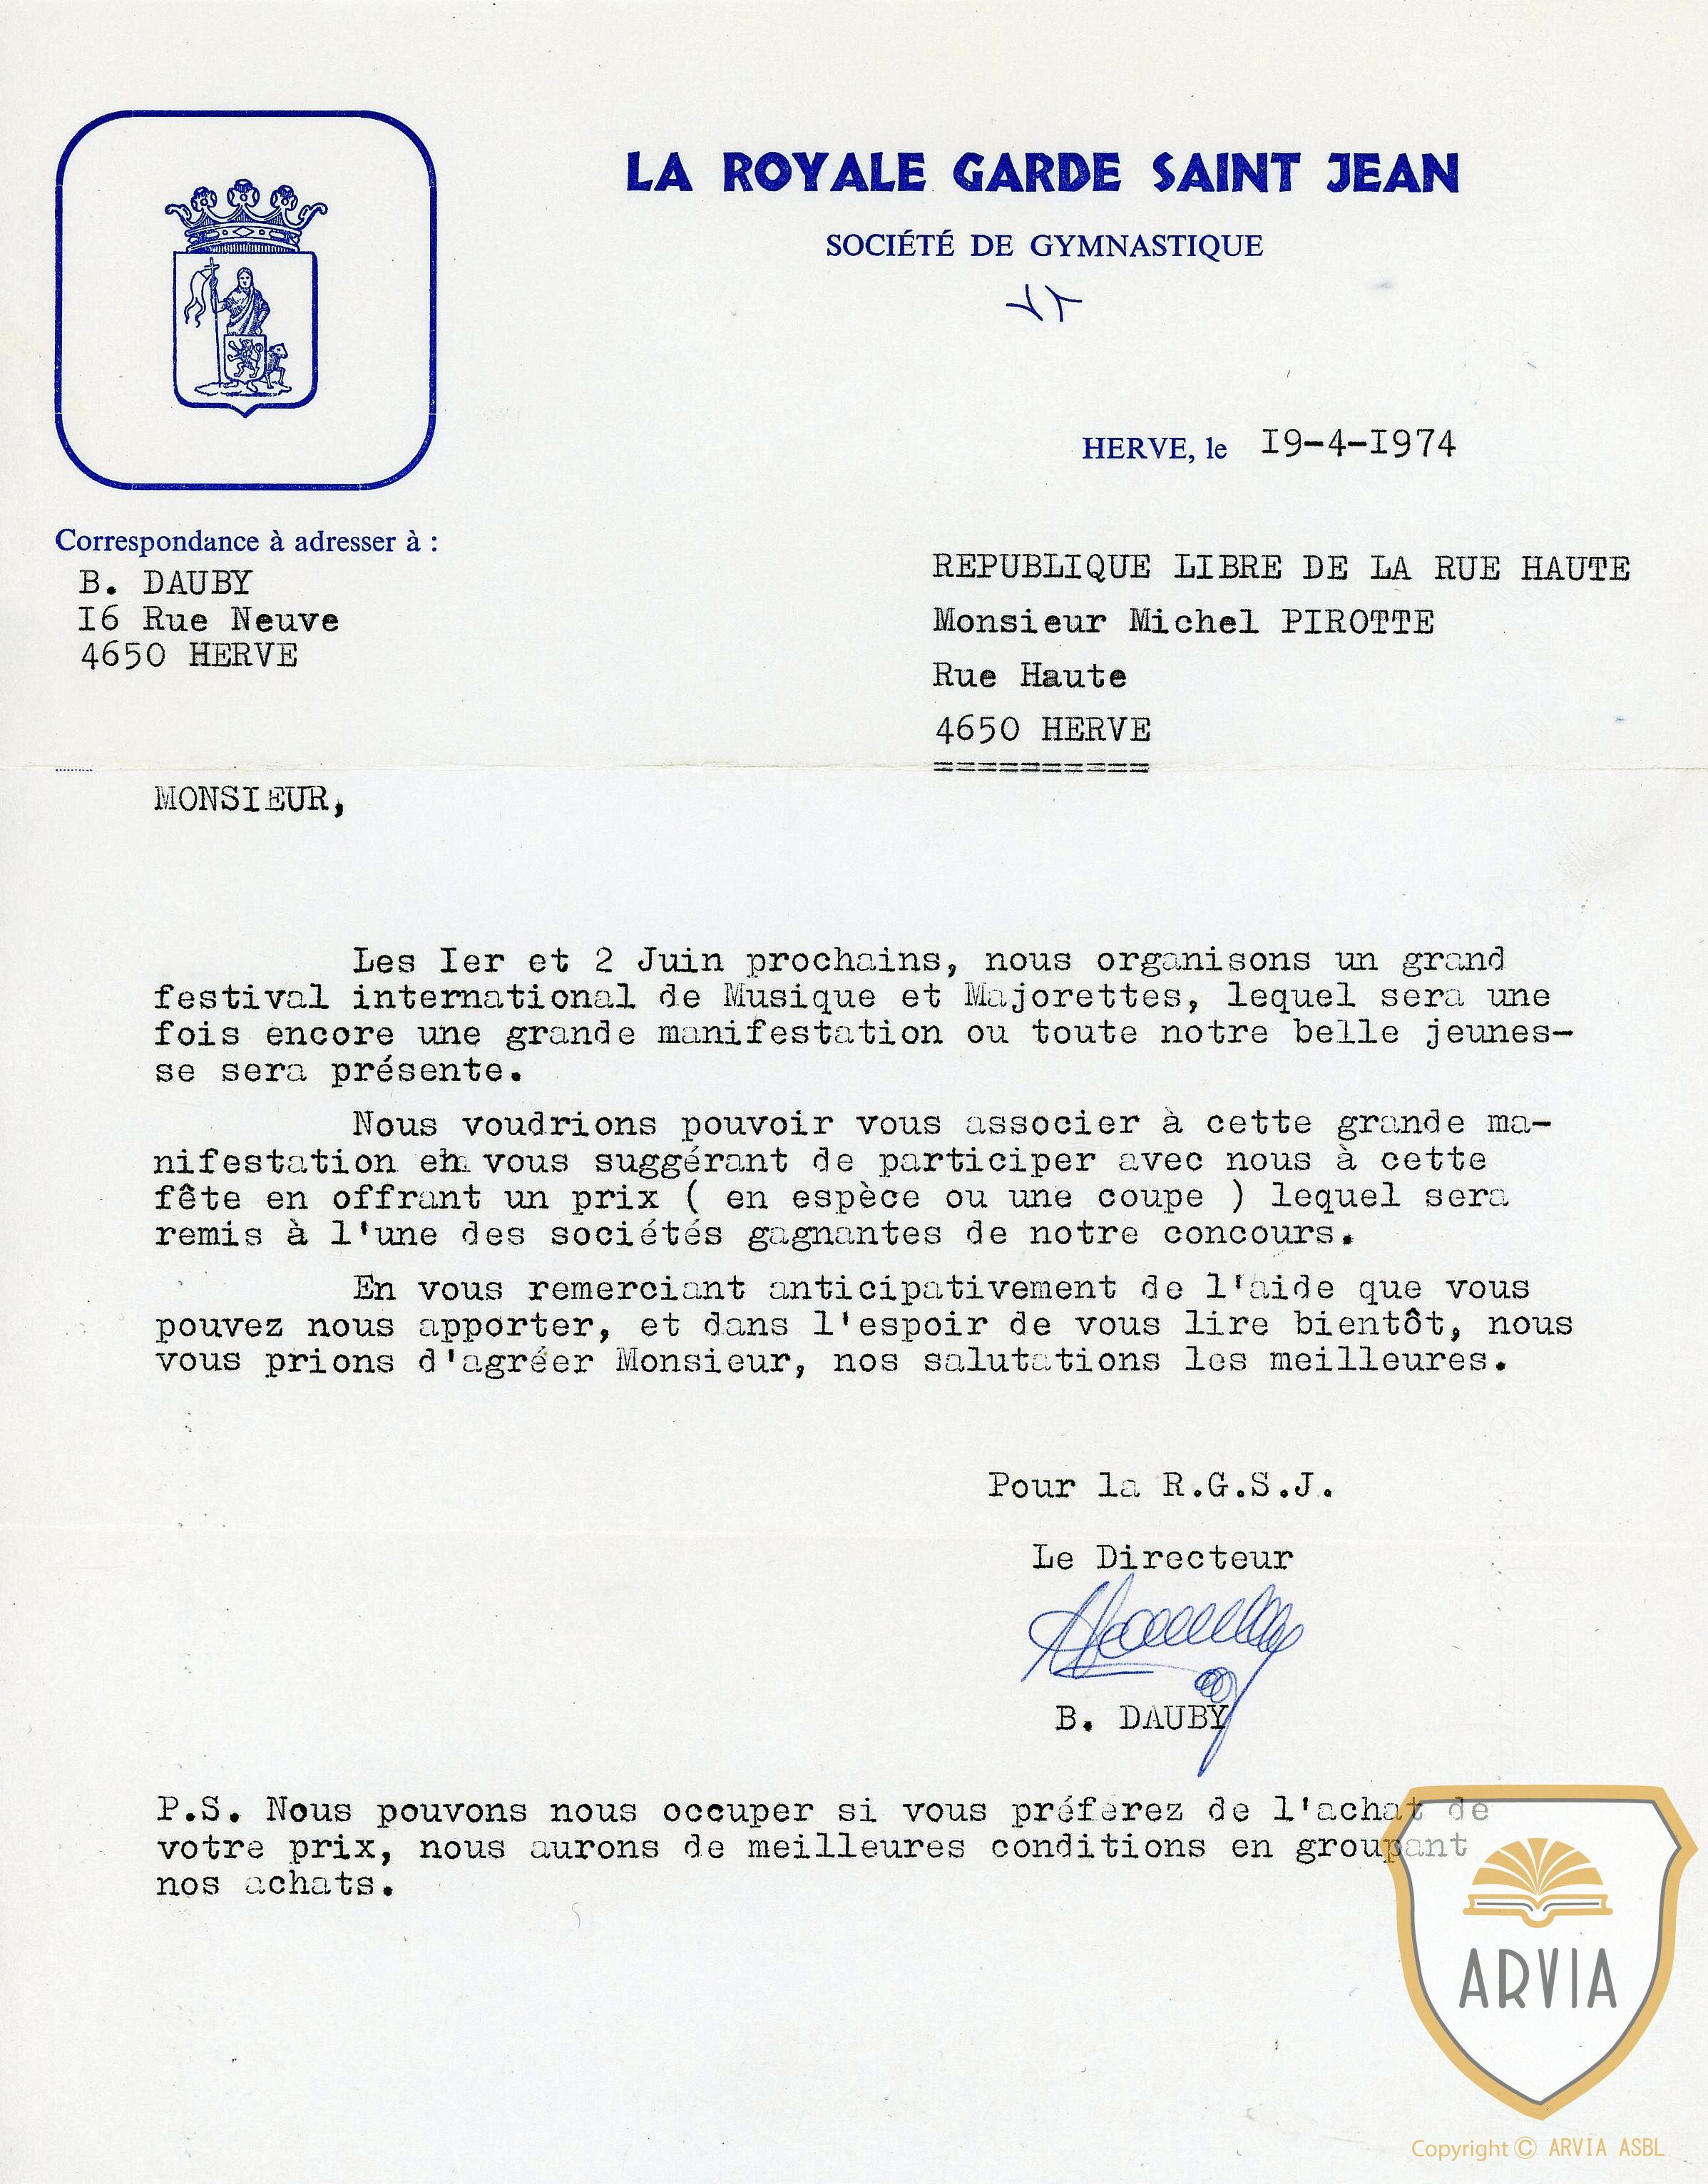 LA ROYALE GARDE SAINT JEAN
SOCIÉTÉ DE GYMNASTIQUE
HERVE, le I9-4-I974
Correspondance à adresser à :
B. DAUBY
I6 Rue Neuve
4650 HERVE
REPUBLIQUE LIBRE DE LA RUE HAUTE
Monsieur Michel PIROTTE
Rue Haute
4650 HERVE
==========
MONSIEUR,
Les Ier et 2 Juin prochains, nous organisons un grand
festival international de Musique et Majorettes, lequel sera une
fois encore une grande manifestation ou toute notre belle jeunes-
se sera présente.
Nous voudrions pouvoir vous associer à cette grande ma-
nifestation en vous suggérant de participer avec nous à cette
fête en offrant un prix ( en espèce ou une coupe ) lequel sera
remis à l'une des sociétés gagnantes de notre concours.
En vous remerciant anticipativement de l'aide que vous
pouvez nous apporter, et dans l'espoir de vous lire bientôt, nous
vous prions d'agréer Monsieur, nos salutations les meilleures.
Pour la R.G.S.J.
Le Directeur
B. DAUBY
P.S. Nous pouvons nous occuper si vous préferez de l'achat de
votre prix, nous aurons de meilleures conditions en groupant
nos achats.
ARVIA
Copyright © ARVIA ASBL